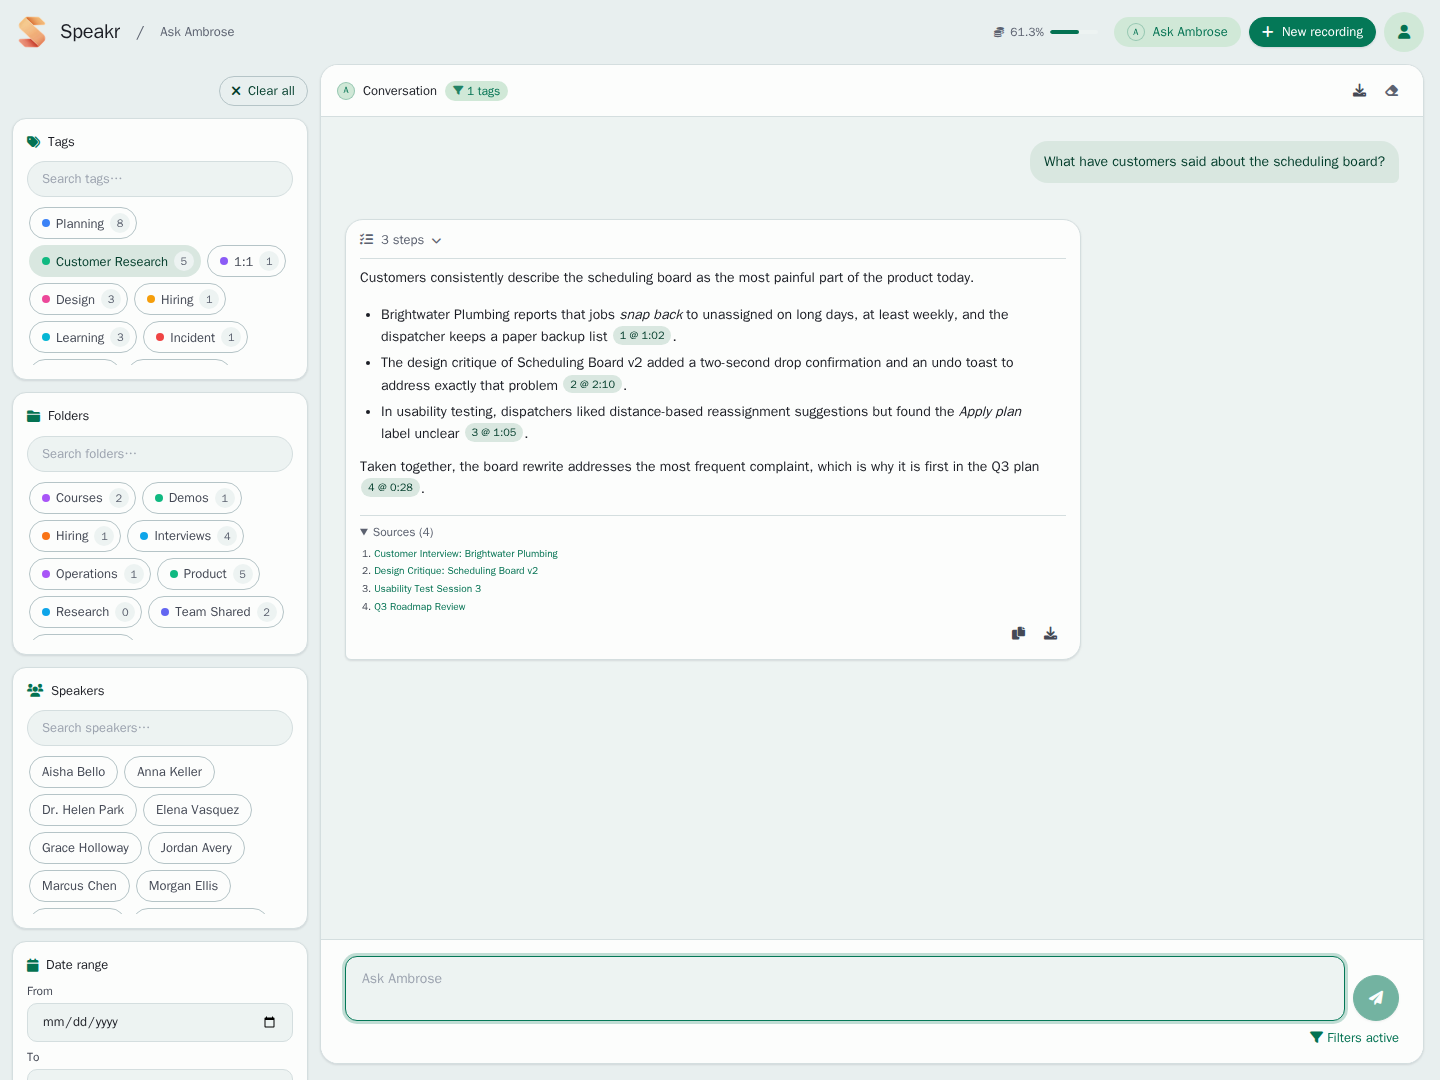 Speakr / Ask Ambrose
61.3%
A Ask Ambrose
New recording
Clear all
Tags
Search tags···
Planning 8
Customer Research 5
1:1 1
Design 3
Hiring 1
Learning 3
Incident 1
Folders
Search folders···
Courses 2
Demos 1
Hiring 1
Interviews 4
Operations 1
Product 5
Research 0
Team Shared 2
Speakers
Search speakers···
Aisha Bello
Anna Keller
Dr. Helen Park
Elena Vasquez
Grace Holloway
Jordan Avery
Marcus Chen
Morgan Ellis
Date range
From
mm/dd/yyyy
To
A Conversation
1 tags
What have customers said about the scheduling board?
3 steps
Customers consistently describe the scheduling board as the most painful part of the product today.
• Brightwater Plumbing reports that jobs snap back to unassigned on long days, at least weekly, and the
dispatcher keeps a paper backup list 1 @ 1:02 .
• The design critique of Scheduling Board v2 added a two-second drop confirmation and an undo toast to
address exactly that problem 2 @ 2:10 .
• In usability testing, dispatchers liked distance-based reassignment suggestions but found the Apply plan
label unclear 3 @ 1:05 .
Taken together, the board rewrite addresses the most frequent complaint, which is why it is first in the Q3 plan
4 @ 0:28 .
Sources (4)
1. Customer Interview: Brightwater Plumbing
2. Design Critique: Scheduling Board v2
3. Usability Test Session 3
4. Q3 Roadmap Review
Ask Ambrose
Filters active